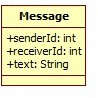 Message
+senderId: int
+receiverId: int
+text: String